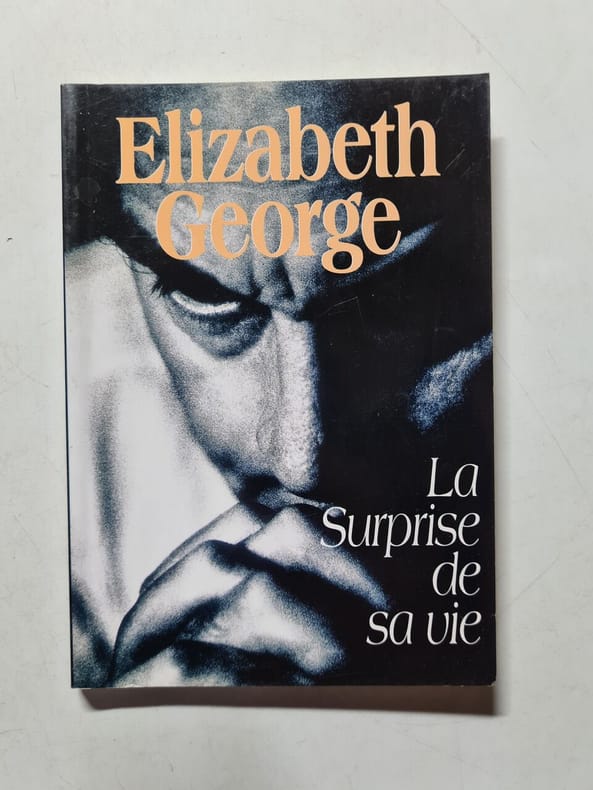 Elizabeth
George
La
Surprise
de
sa vie